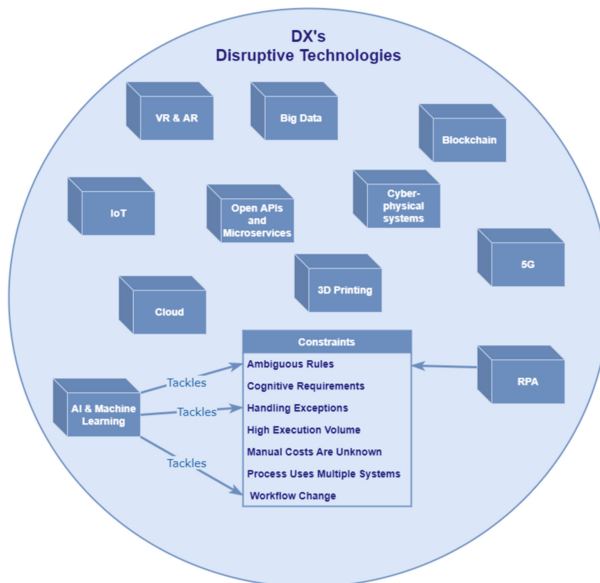 DX's
Disruptive Technologies
VR & AR
Big Data
Blockchain
IoT
Open APIs
and
Microservices
Cyber-
physical
systems
5G
Cloud
3D Printing
Constraints
Ambiguous Rules
Cognitive Requirements
Handling Exceptions
High Execution Volume
Manual Costs Are Unknown
Process Uses Multiple Systems
Workflow Change
Tackles
Tackles
Tackles
AI & Machine
Learning
RPA